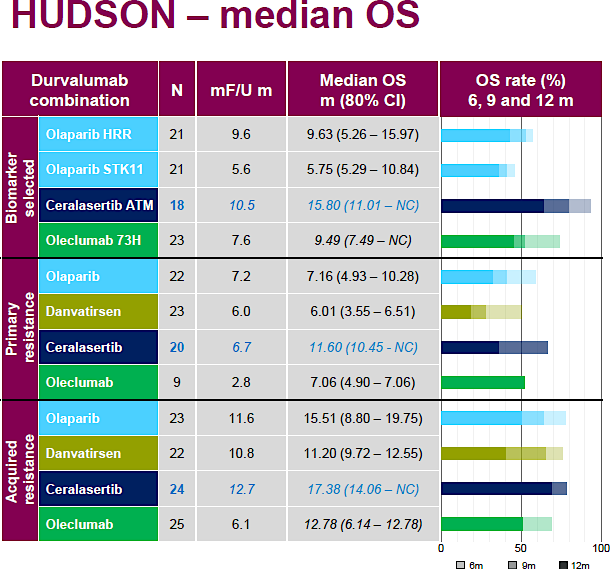 HUDSON – median OS
Durvalumab combination N mF/U m Median OS m (80% CI) OS rate (%) 6, 9 and 12 m
Biomarker selected
Olaparib HRR 21 9.6 9.63 (5.26 – 15.97)
Olaparib STK11 21 5.6 5.75 (5.29 – 10.84)
Ceralasertib ATM 18 10.5 15.80 (11.01 – NC)
Oleclumab 73H 23 7.6 9.49 (7.49 – NC)
Primary resistance
Olaparib 22 7.2 7.16 (4.93 – 10.28)
Danvatirsen 23 6.0 6.01 (3.55 – 6.51)
Ceralasertib 20 6.7 11.60 (10.45 - NC)
Oleclumab 9 2.8 7.06 (4.90 – 7.06)
Acquired resistance
Olaparib 23 11.6 15.51 (8.80 – 19.75)
Danvatirsen 22 10.8 11.20 (9.72 – 12.55)
Ceralasertib 24 12.7 17.38 (14.06 – NC)
Oleclumab 25 6.1 12.78 (6.14 – 12.78)
0 50 100
6m 9m 12m